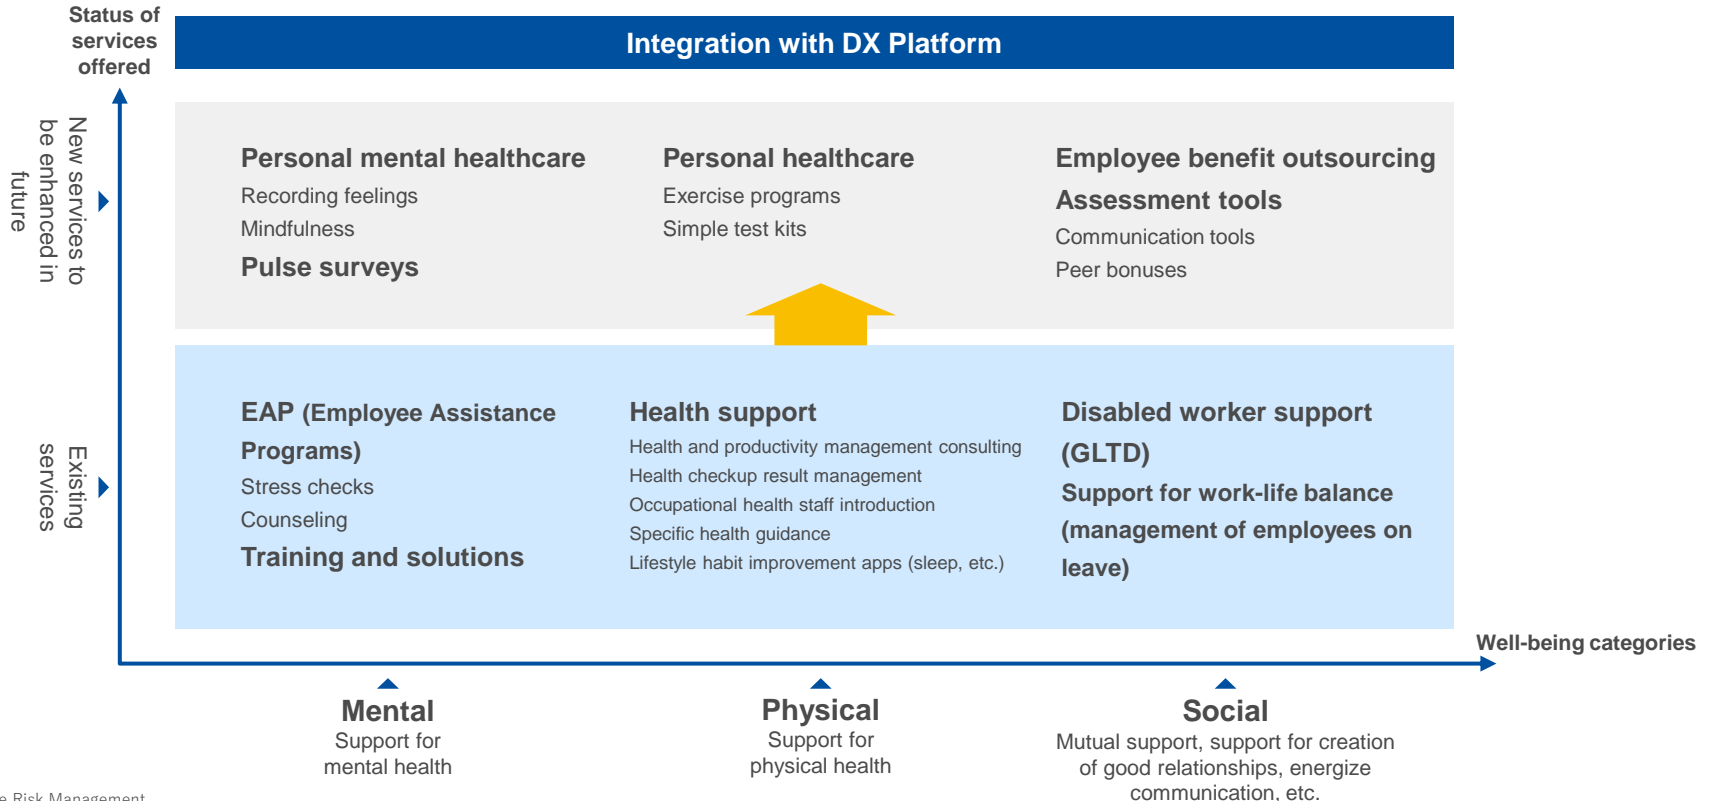 Status of
services
offered
Integration with DX Platform
New services to
be enhanced in
future
Personal mental healthcare
Recording feelings
Mindfulness
Pulse surveys
Personal healthcare
Exercise programs
Simple test kits
Employee benefit outsourcing
Assessment tools
Communication tools
Peer bonuses
Existing
services
EAP (Employee Assistance
Programs)
Stress checks
Counseling
Training and solutions
Health support
Health and productivity management consulting
Health checkup result management
Occupational health staff introduction
Specific health guidance
Lifestyle habit improvement apps (sleep, etc.)
Disabled worker support
(GLTD)
Support for work-life balance
(management of employees on
leave)
Well-being categories
Mental
Support for
mental health
Physical
Support for
physical health
Social
Mutual support, support for creation
of good relationships, energize
communication, etc.
Risk Management